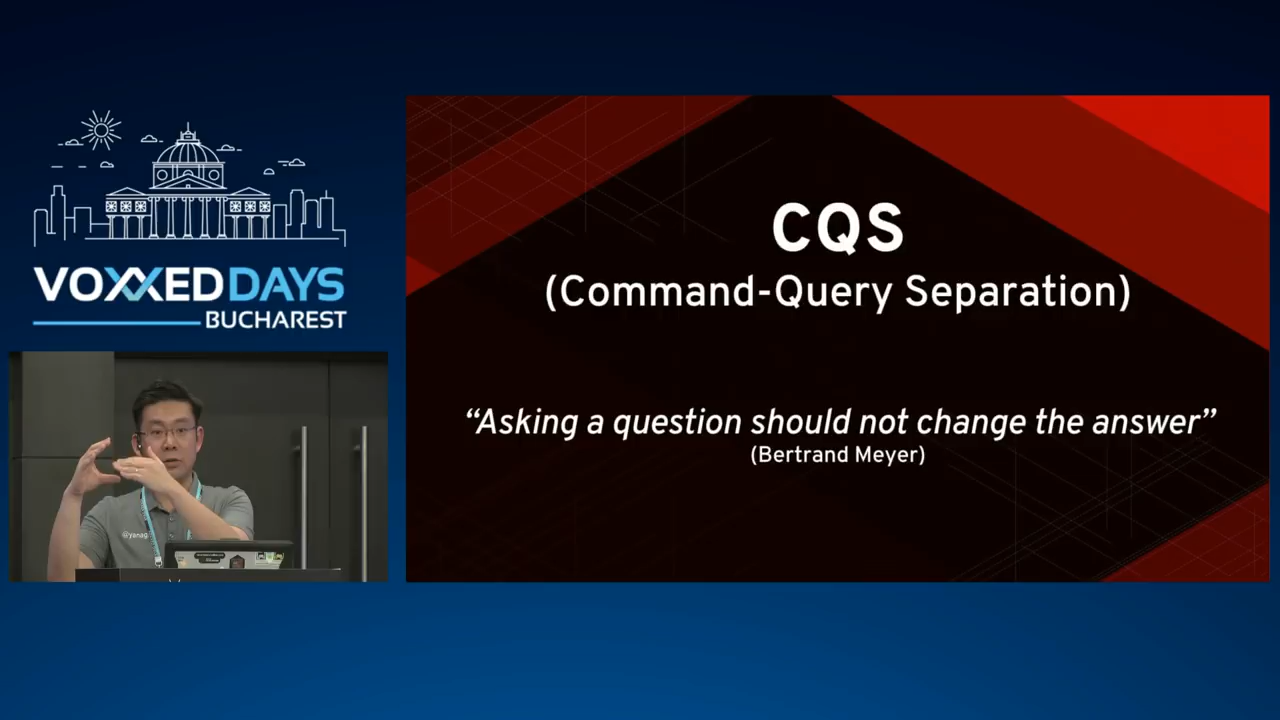 VOXXEDDAYS
BUCHAREST
CQS
(Command-Query Separation)
“Asking a question should not change the answer”
(Bertrand Meyer)